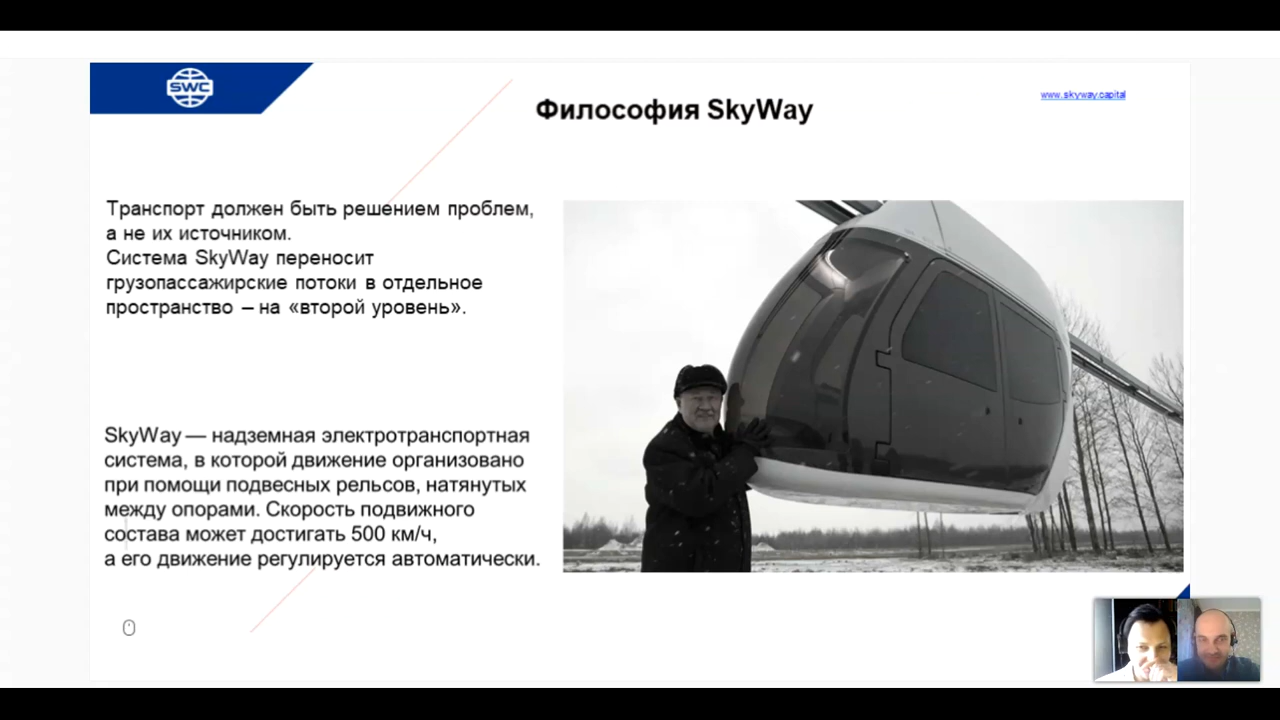 SWC
Философия SkyWay
www.skyway.capital
Транспорт должен быть решением проблем,
а не их источником.
Система SkyWay переносит
грузопассажирские потоки в отдельное
пространство – на «второй уровень».
SkyWay — надземная электротранспортная
система, в которой движение организовано
при помощи подвесных рельсов, натянутых
между опорами. Скорость подвижного
состава может достигать 500 км/ч,
а его движение регулируется автоматически.